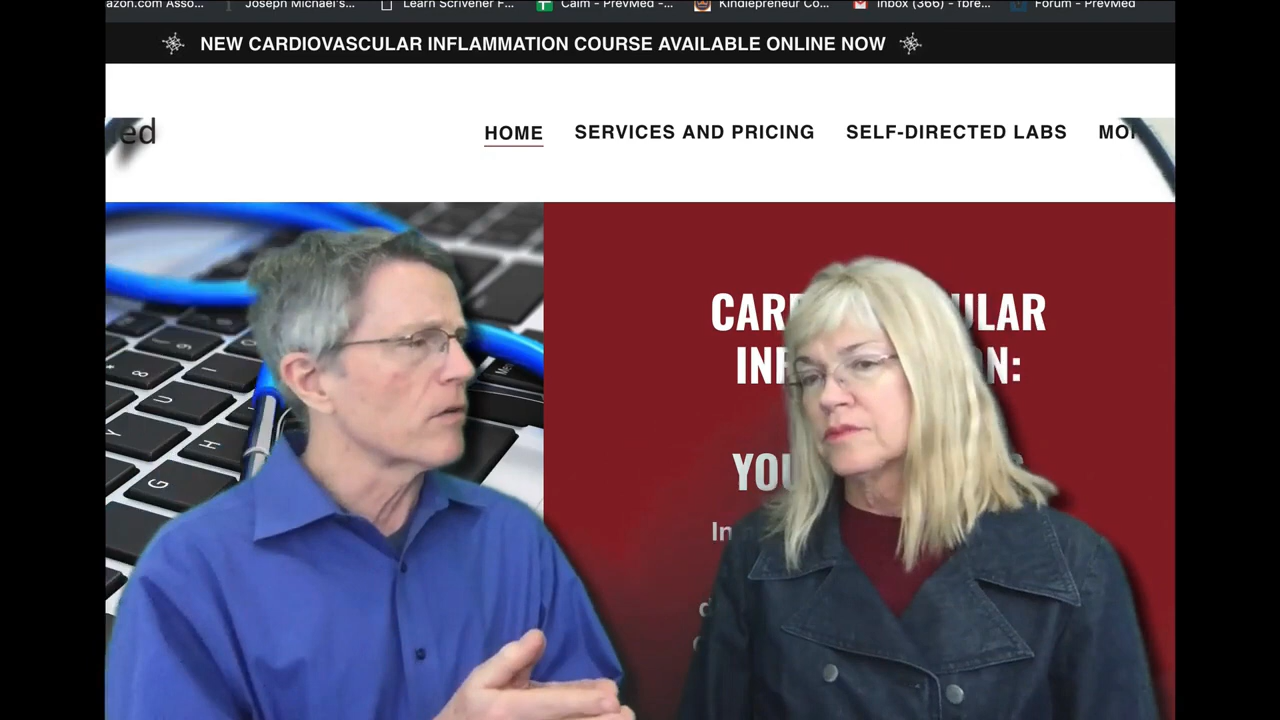 azon.com Asso...
Joseph Michael's...
Learn Scrivener F...
Calm - PrevMed -...
Kindlepreneur Co...
Inbox (366) - fbre...
Forum - PrevMed
NEW CARDIOVASCULAR INFLAMMATION COURSE AVAILABLE ONLINE NOW
ed
HOME
SERVICES AND PRICING
SELF-DIRECTED LABS
MO
CAR ULAR
IN N:
YOU
In